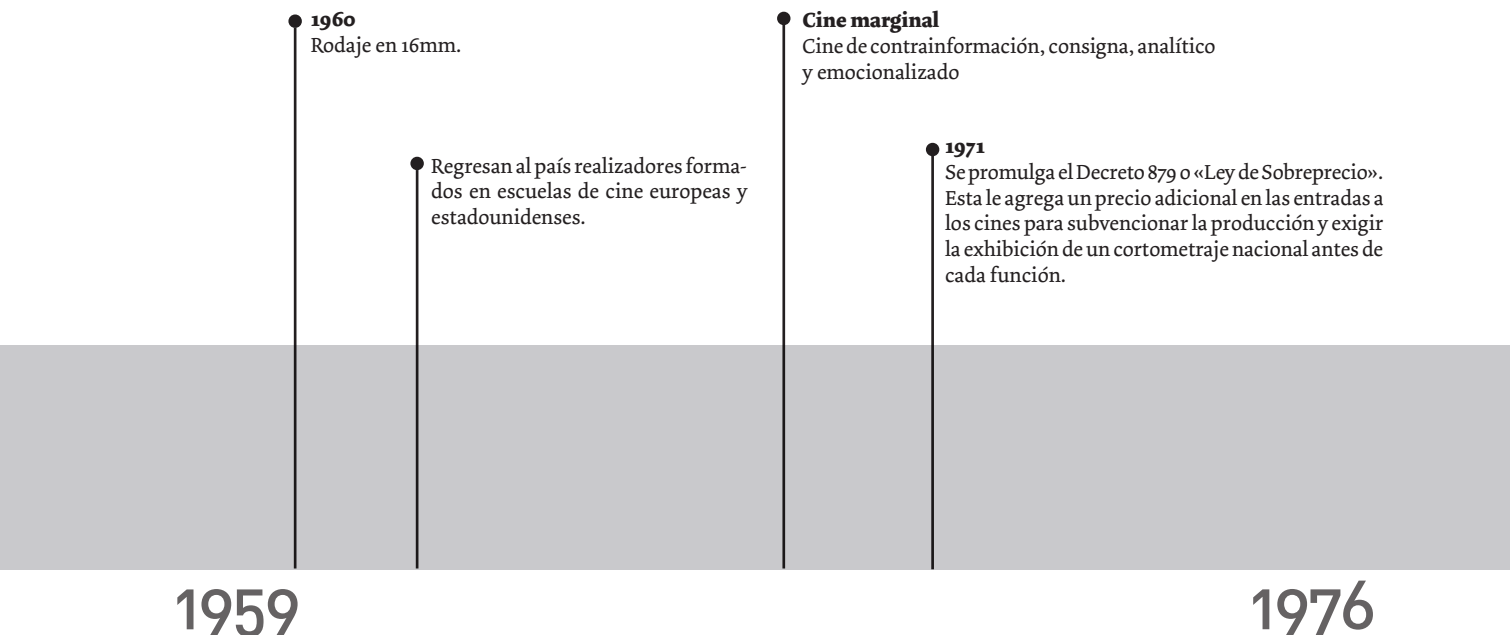 1960
Rodaje en 16mm.
Regresan al país realizadores forma-
dos en escuelas de cine europeas y
estadounidenses.
Cine marginal
Cine de contrainformación, consigna, analítico
y emocionalizado
1971
Se promulga el Decreto 879 o «Ley de Sobreprecio».
Esta le agrega un precio adicional en las entradas a
los cines para subvencionar la producción y exigir
la exhibición de un cortometraje nacional antes de
cada función.
1959
1976